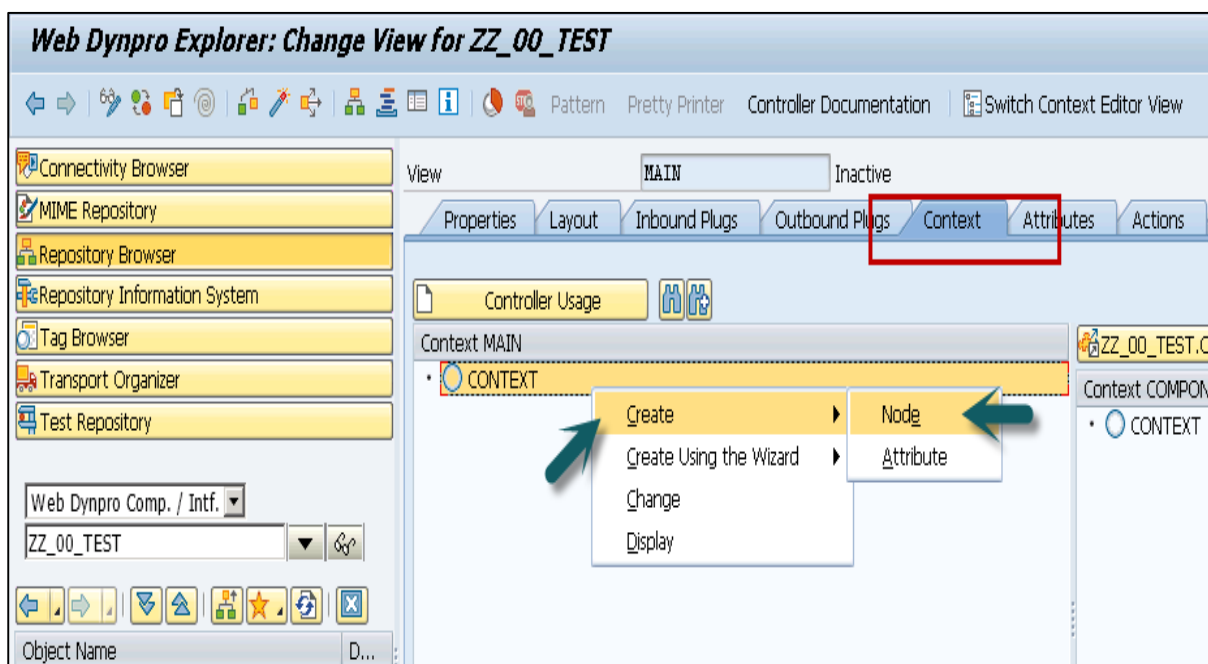 Web Dynpro Explorer: Change View for ZZ_00_TEST
Pattern Pretty Printer Controller Documentation Switch Context Editor View
Connectivity Browser
MIME Repository
Repository Browser
Repository Information System
Tag Browser
Transport Organizer
Test Repository
Web Dynpro Comp. / Intf.
ZZ_00_TEST
Object Name D...
View MAIN Inactive
Properties Layout Inbound Plugs Outbound Plugs Context Attributes Actions
Controller Usage
Context MAIN
CONTEXT
Create
Create Using the Wizard
Change
Display
Node
Attribute
ZZ_00_TEST.C
Context COMPON
CONTEXT